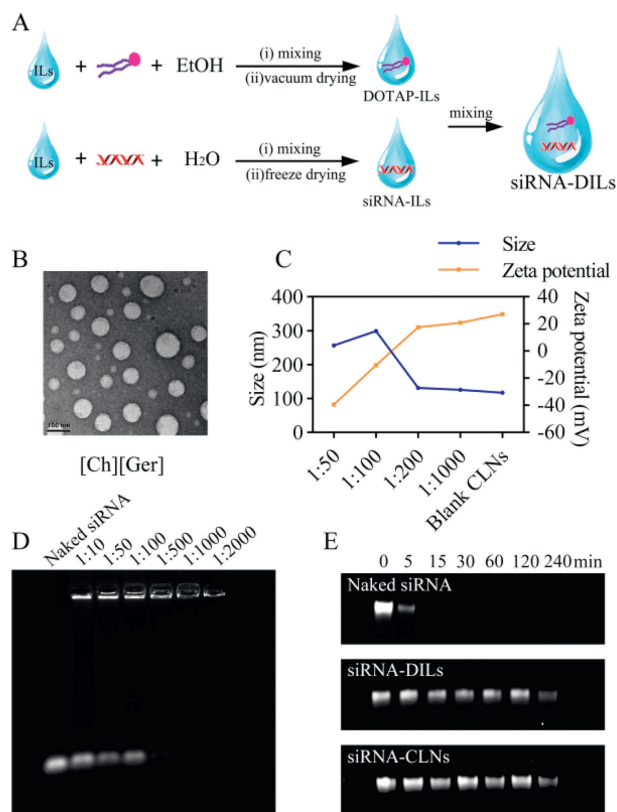 A
ILs + + EtOH (i) mixing
(ii)vacuum drying
DOTAP-ILs
ILs + + H2O (i) mixing
(ii)freeze drying
siRNA-ILs
mixing
siRNA-DILs
B
100 nm
[Ch][Ger]
C
Size
Zeta potential
400
300
200
100
0
Size (nm)
40
20
0
-20
-40
-60
Zeta potential (mV)
1:50
1:100
1:200
1:1000
Blank CLNs
D
Naked siRNA
1:10
1:50
1:100
1:500
1:1000
1:2000
E
0 5 15 30 60 120 240 min
Naked siRNA
siRNA-DILs
siRNA-CLNs